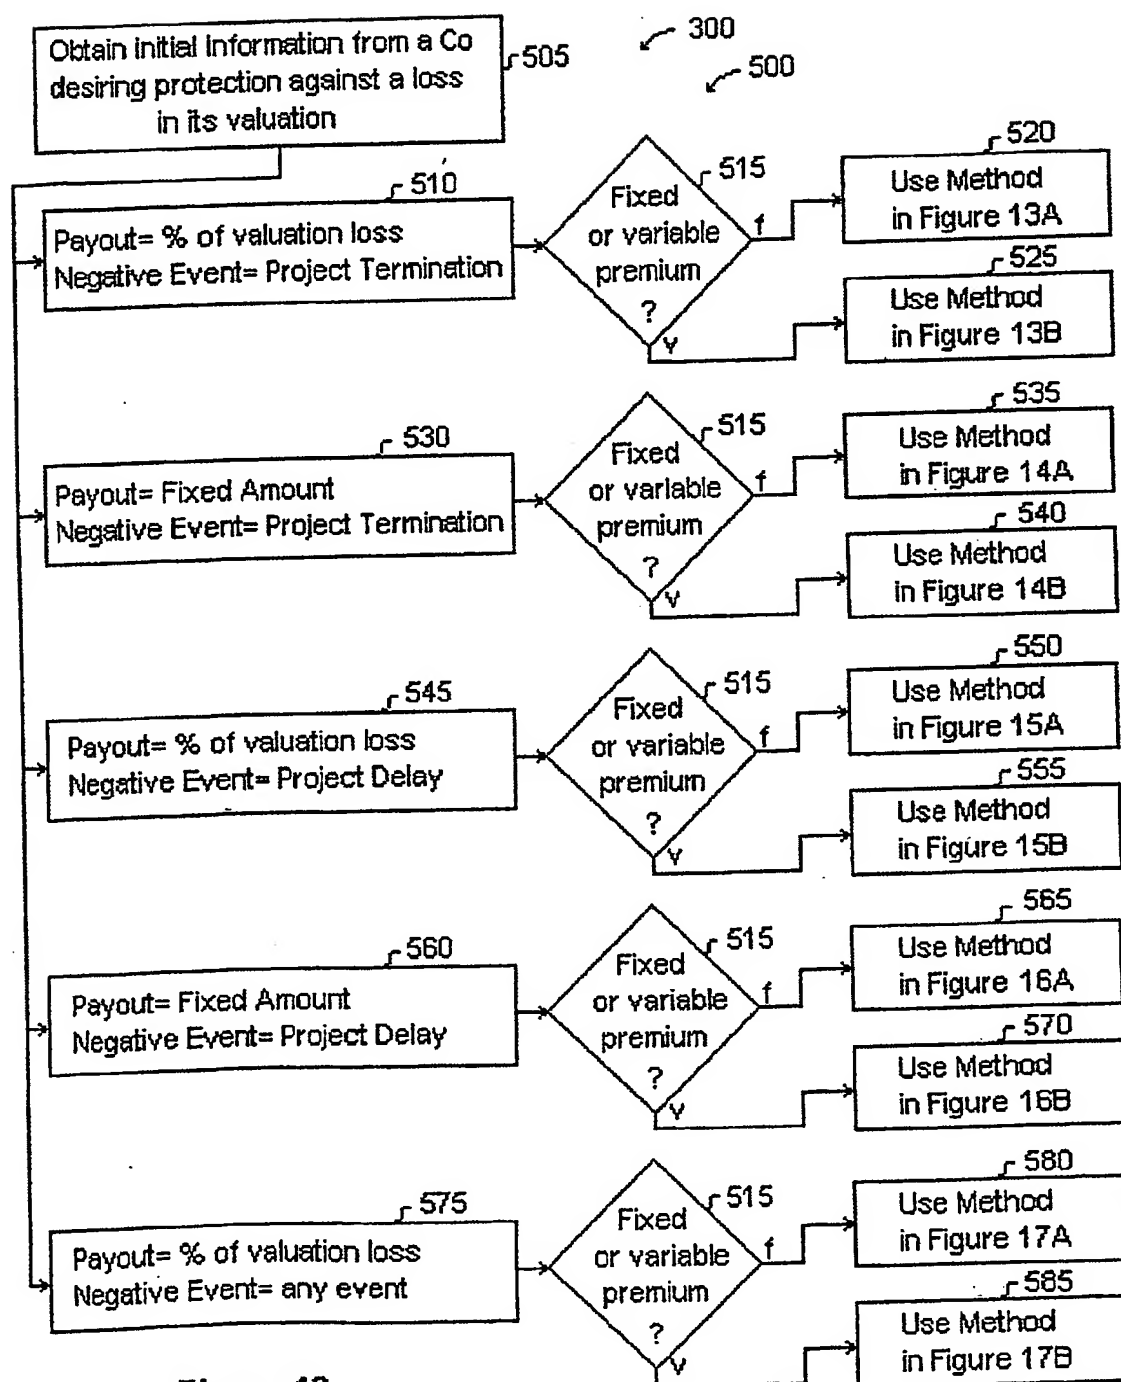 Obtain initial Information from a Co
desiring protection against a loss
in its valuation
505
300
500
510
Payout= % of valuation loss
Negative Event= Project Termination
515
Fixed
or variable
premium
?
f
v
520
Use Method
in Figure 13A
525
Use Method
in Figure 13B
530
Payout= Fixed Amount
Negative Event= Project Termination
515
Fixed
or variable
premium
?
f
v
535
Use Method
in Figure 14A
540
Use Method
in Figure 14B
545
Payout= % of valuation loss
Negative Event= Project Delay
515
Fixed
or variable
premium
?
f
v
550
Use Method
in Figure 15A
555
Use Method
in Figure 15B
560
Payout= Fixed Amount
Negative Event= Project Delay
515
Fixed
or variable
premium
?
f
v
565
Use Method
in Figure 16A
570
Use Method
in Figure 16B
575
Payout= % of valuation loss
Negative Event= any event
515
Fixed
or variable
premium
?
f
v
580
Use Method
in Figure 17A
585
Use Method
in Figure 17B